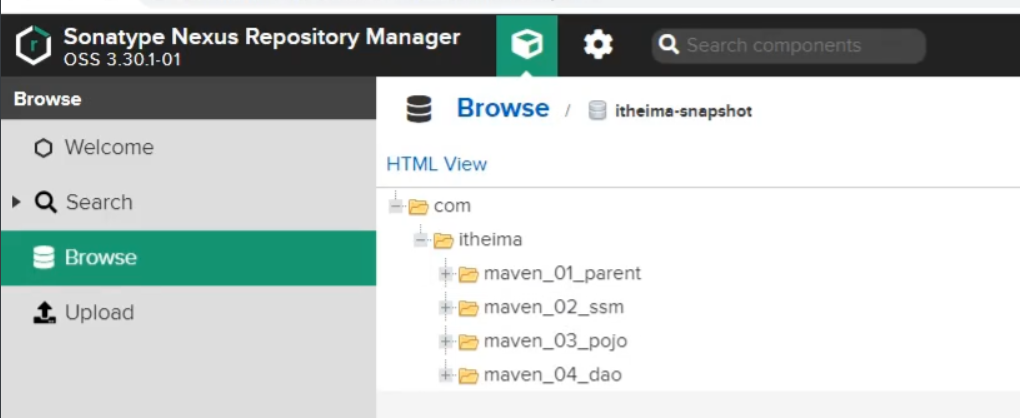 Sonatype Nexus Repository Manager
OSS 3.30.1-01
Search components
Browse
Welcome
Search
Browse
Upload
Browse / itheima-snapshot
HTML View
com
itheima
maven_01_parent
maven_02_ssm
maven_03_pojo
maven_04_dao